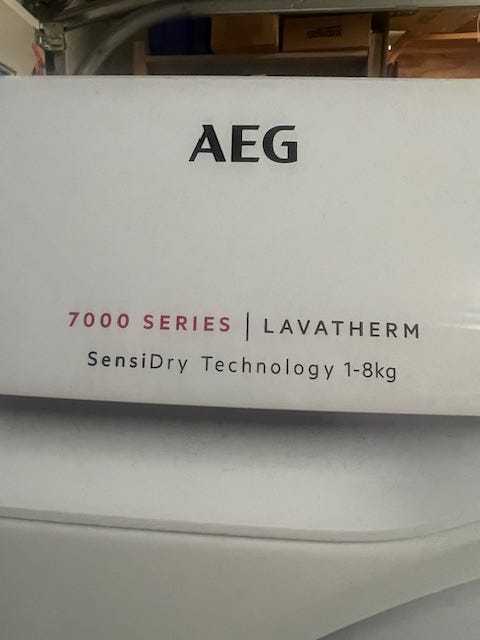 AEG
7000 SERIES | LAVATHERM
SensiDry Technology 1-8kg